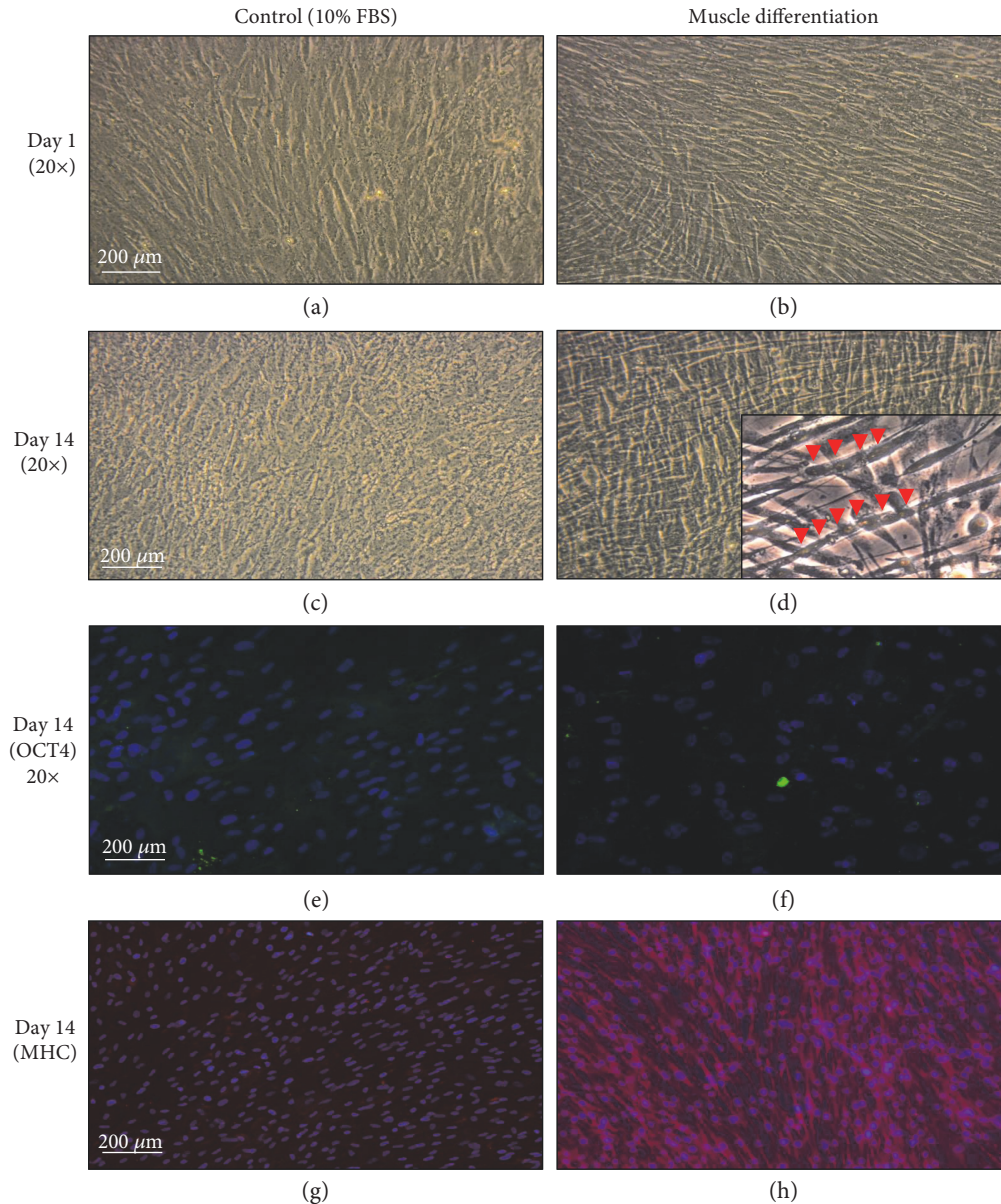 Control (10% FBS)
Muscle differentiation
Day 1
(20×)
200 μm
(a)
(b)
Day 14
(20×)
200 μm
(c)
(d)
Day 14
(OCT4)
20×
200 μm
(e)
(f)
Day 14
(MHC)
200 μm
(g)
(h)